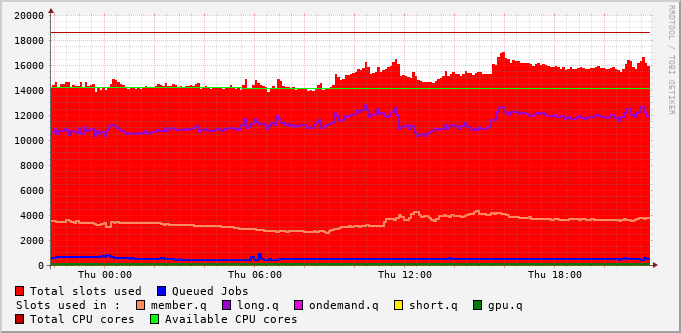 20000
18000
16000
14000
12000
10000
8000
6000
4000
2000
0
Thu 00:00 Thu 06:00 Thu 12:00 Thu 18:00
Total slots used Queued Jobs
Slots used in : member.q long.q ondemand.q short.q gpu.q
Total CPU cores Available CPU cores
RRDTOOL / TOBI OETIKER